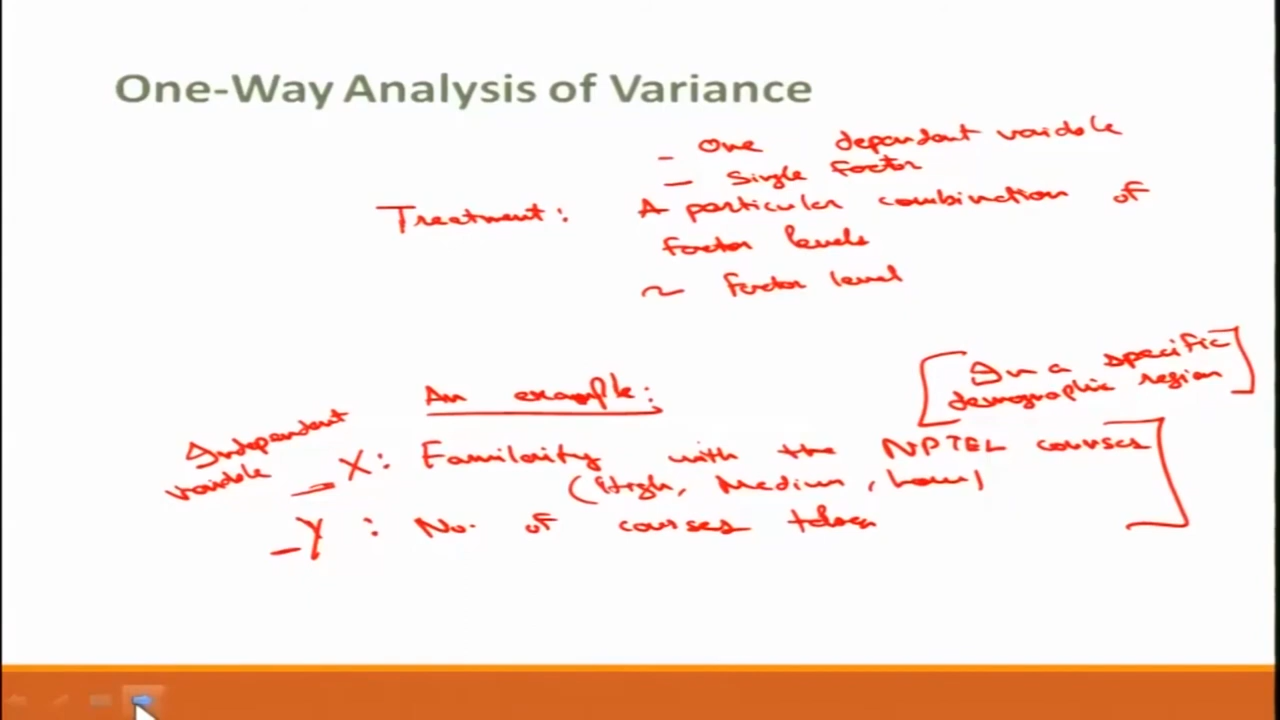 One-Way Analysis of Variance
- One dependent variable
- Single factor
Treatment: A particular combination of
factor levels
~ factor level
An example:
[In a specific
demographic region]
Independent
variable
- X: Familarity with the NPTEL courses
(High, Medium, Low)
- Y: No. of courses taken